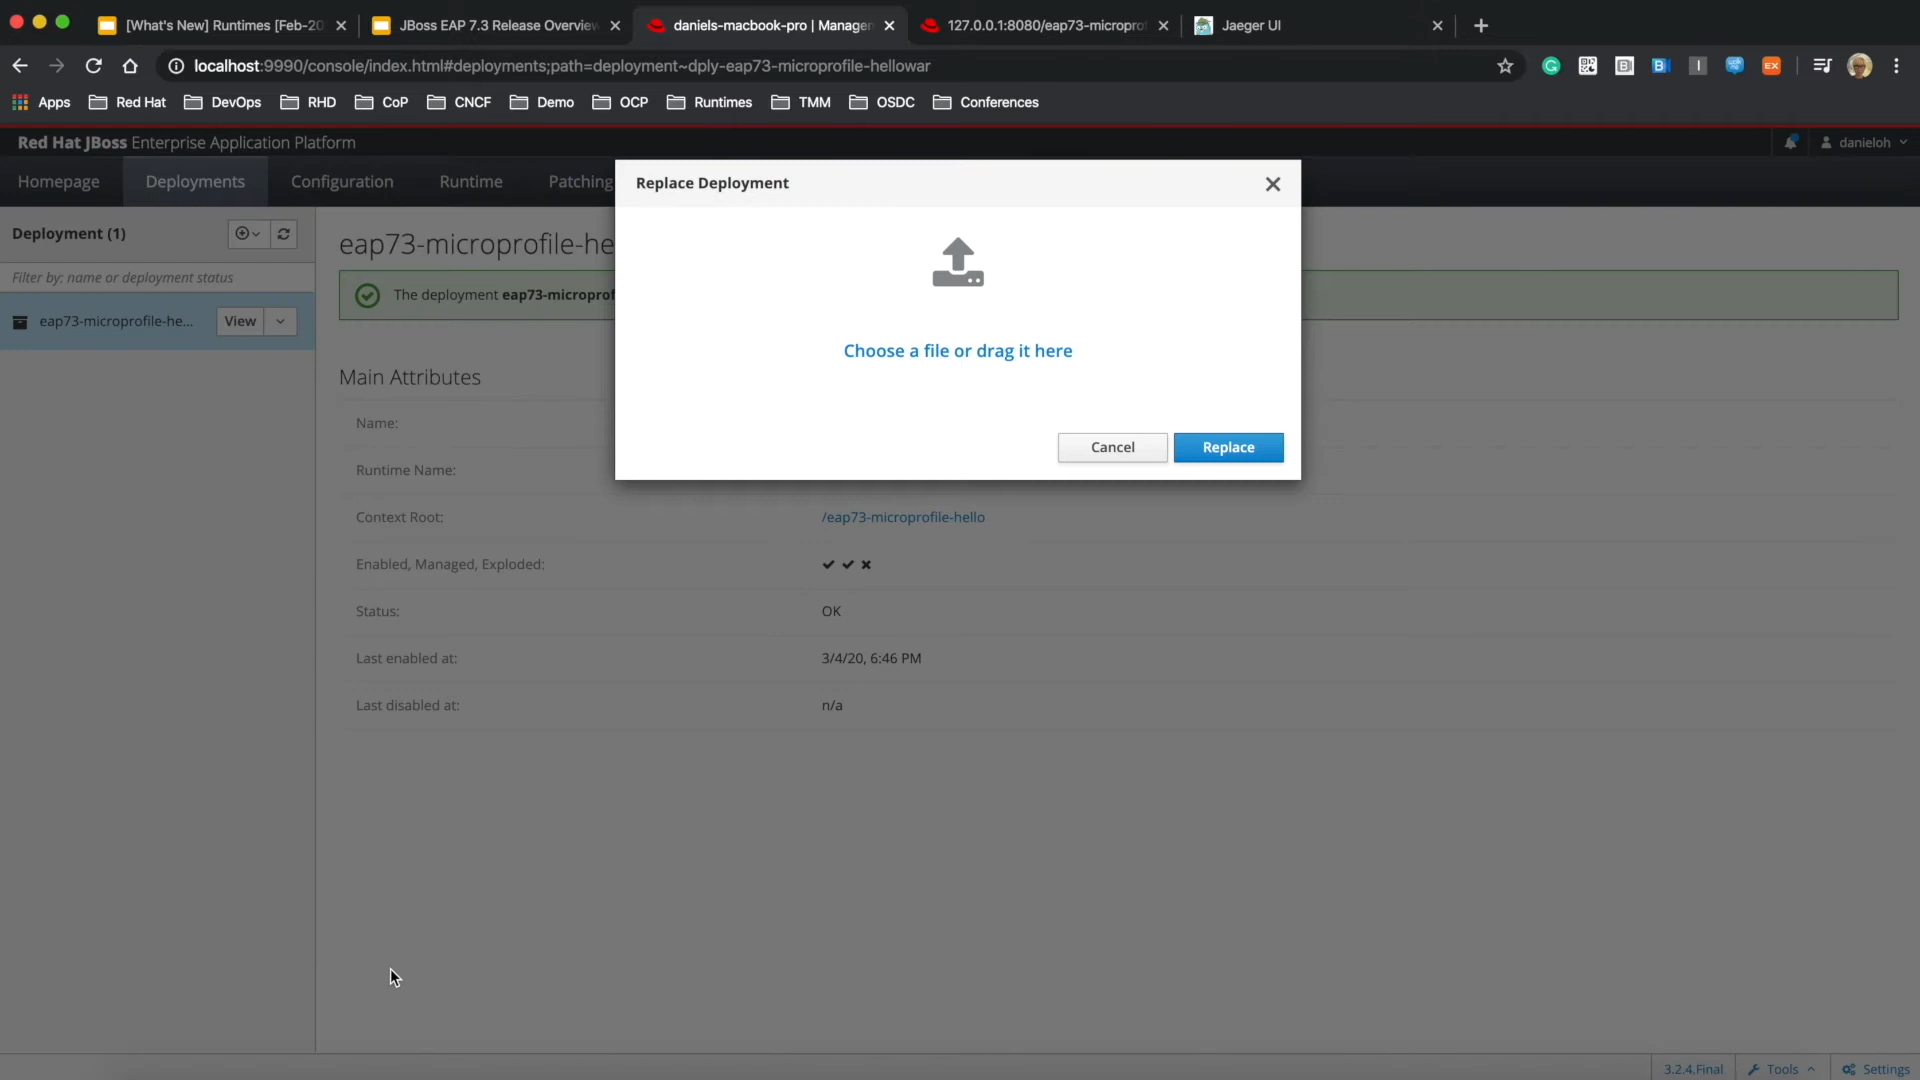 [What's New] Runtimes [Feb-20
JBoss EAP 7.3 Release Overview
daniels-macbook-pro | Manage
127.0.0.1:8080/eap73-microprof
Jaeger UI
localhost:9990/console/index.html#deployments;path=deployment~dply-eap73-microprofile-hellowar
Apps
Red Hat
DevOps
RHD
CoP
CNCF
Demo
OCP
Runtimes
TMM
OSDC
Conferences
Red Hat JBoss Enterprise Application Platform
danieloh
Homepage
Deployments
Configuration
Runtime
Patching
Replace Deployment
Choose a file or drag it here
Cancel
Replace
Deployment (1)
Filter by: name or deployment status
eap73-microprofile-he...
View
eap73-microprofile-he
The deployment eap73-microprof
Main Attributes
Name:
Runtime Name:
Context Root:
/eap73-microprofile-hello
Enabled, Managed, Exploded:
Status:
OK
Last enabled at:
3/4/20, 6:46 PM
Last disabled at:
n/a
3.2.4.Final
Tools
Settings